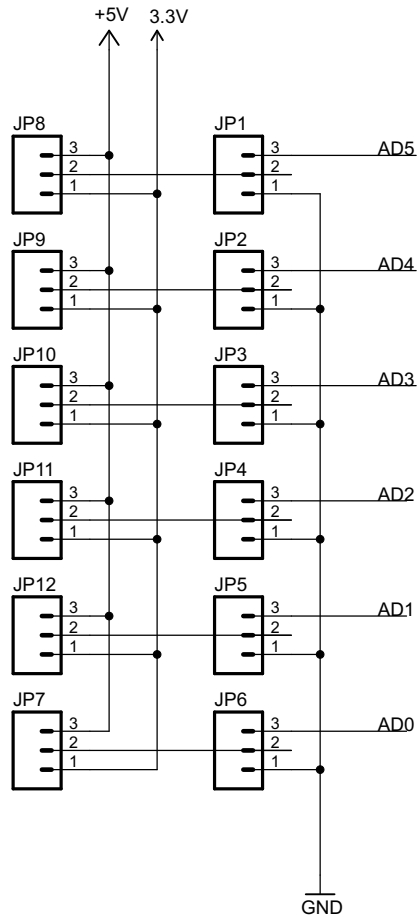 +5V 3.3V
JP8 JP1
3 3 AD5
2 2
1 1
JP9 JP2
3 3 AD4
2 2
1 1
JP10 JP3
3 3 AD3
2 2
1 1
JP11 JP4
3 3 AD2
2 2
1 1
JP12 JP5
3 3 AD1
2 2
1 1
JP7 JP6
3 3 AD0
2 2
1 1
GND